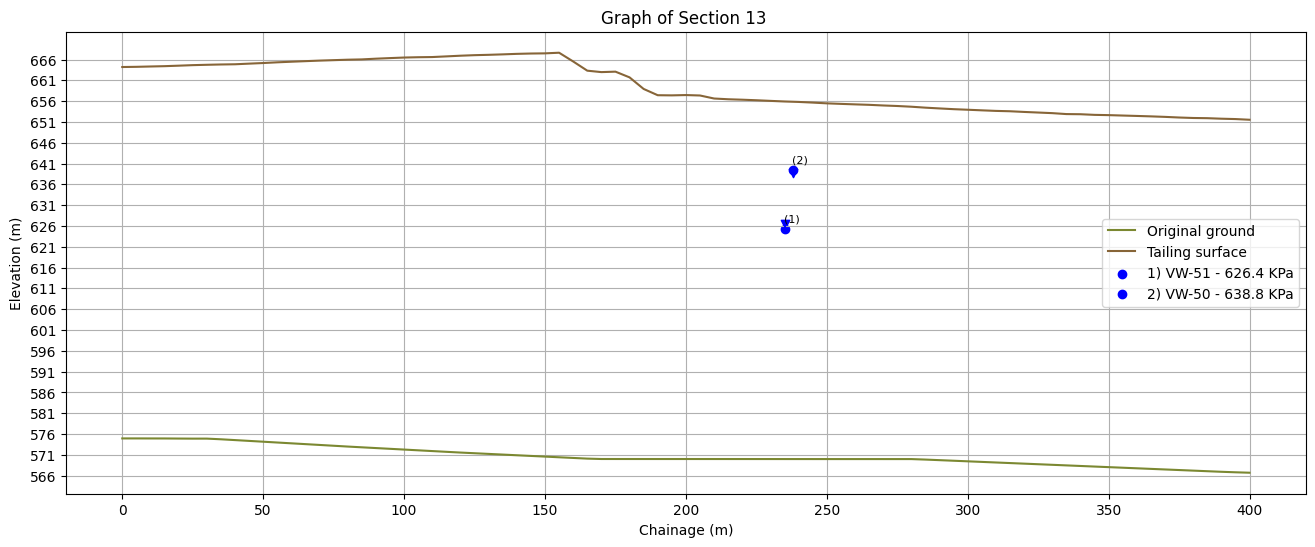 Graph of Section 13
Elevation (m)
666
661
656
651
646
641
636
631
626
621
616
611
606
601
596
591
586
581
576
571
566
(2)
(1)
Original ground
Tailing surface
1) VW-51 - 626.4 KPa
2) VW-50 - 638.8 KPa
0 50 100 150 200 250 300 350 400
Chainage (m)